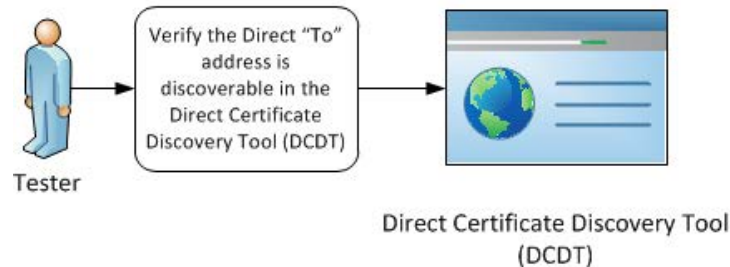 Verify the Direct “To”
address is
discoverable in the
Direct Certificate
Discovery Tool (DCDT)
Tester
Direct Certificate Discovery Tool
(DCDT)